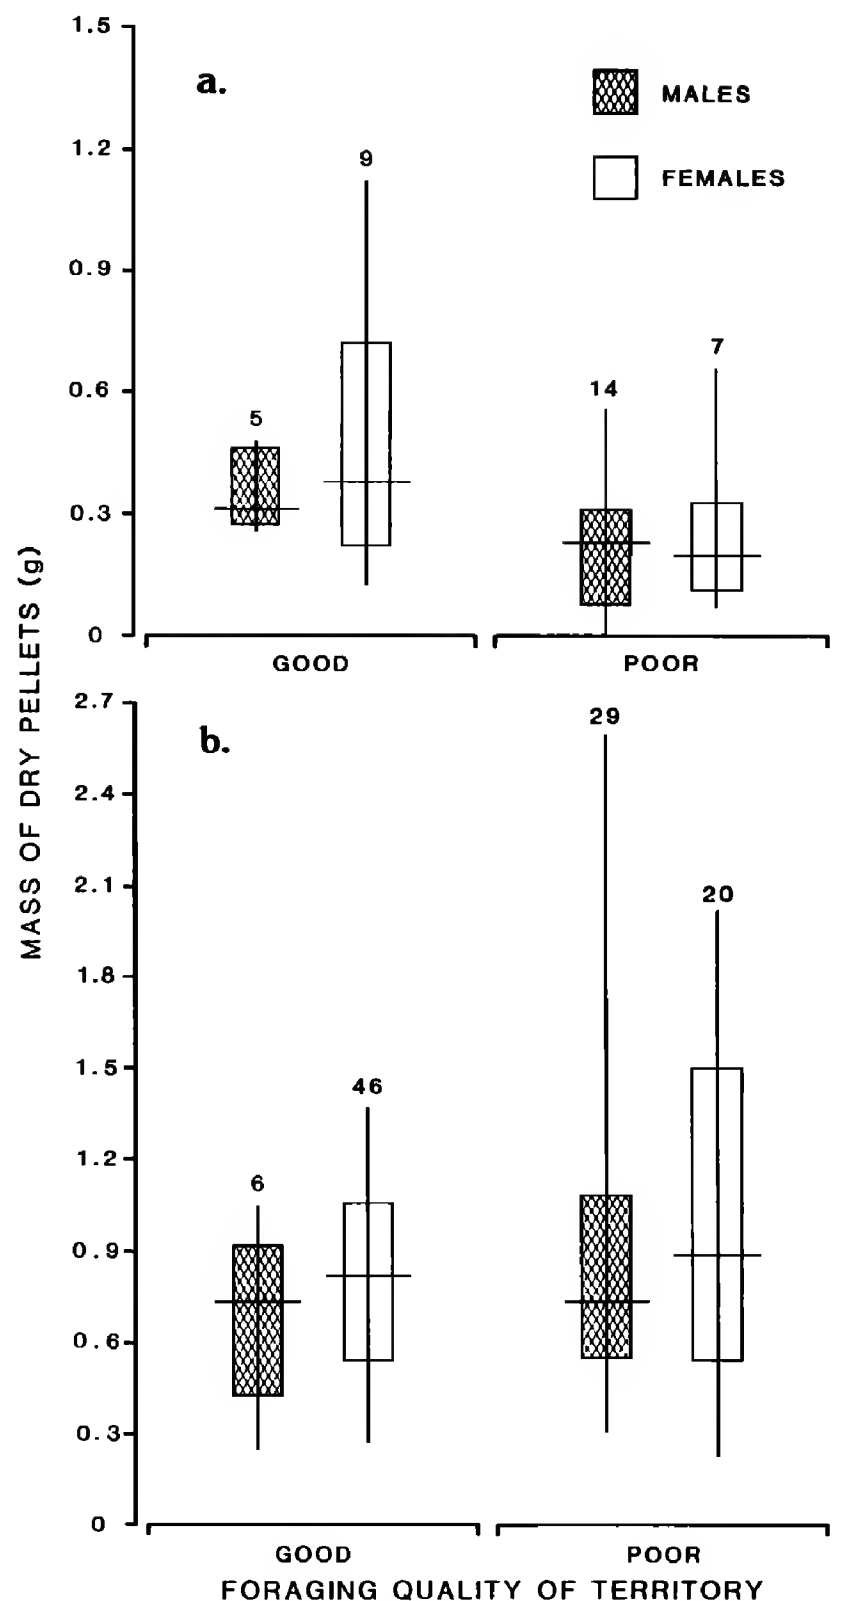 1.5
a.
MALES
1.2
9
FEMALES
0.9
7
0.6
14
5
0.3
0
GOOD
POOR
MASS OF DRY PELLETS (g)
2.7
29
b.
2.4
2.1
20
1.8
1.5
46
1.2
6
0.9
0.6
0.3
0
GOOD
POOR
FORAGING QUALITY OF TERRITORY